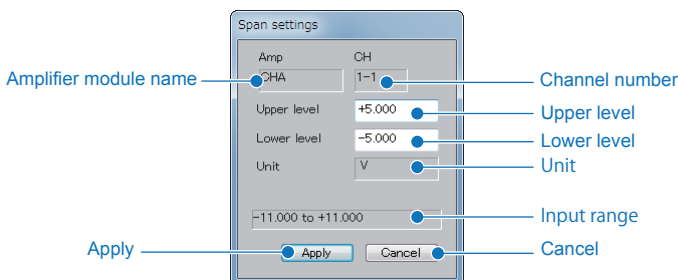 Span settings
Amp CH
Amplifier module name CHA 1-1 Channel number
Upper level +5.000 Upper level
Lower level -5.000 Lower level
Unit V Unit
-11.000 to +11.000 Input range
Apply Apply Cancel Cancel